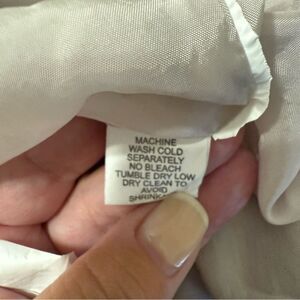 MACHINE
WASH COLD
SEPARATELY
NO BLEACH
TUMBLE DRY LOW
DRY CLEAN TO
AVOID